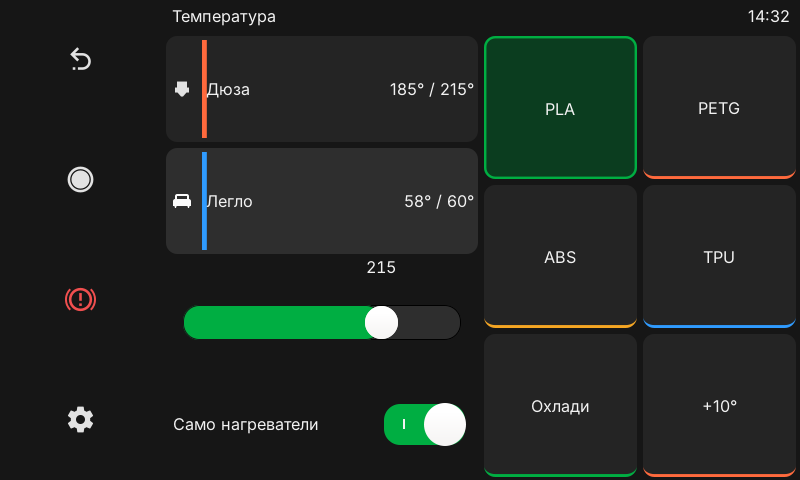 Температура
14:32
Дюза 185° / 215°
Легло 58° / 60°
215
Само нагреватели
PLA
PETG
ABS
TPU
Охлади
+10°